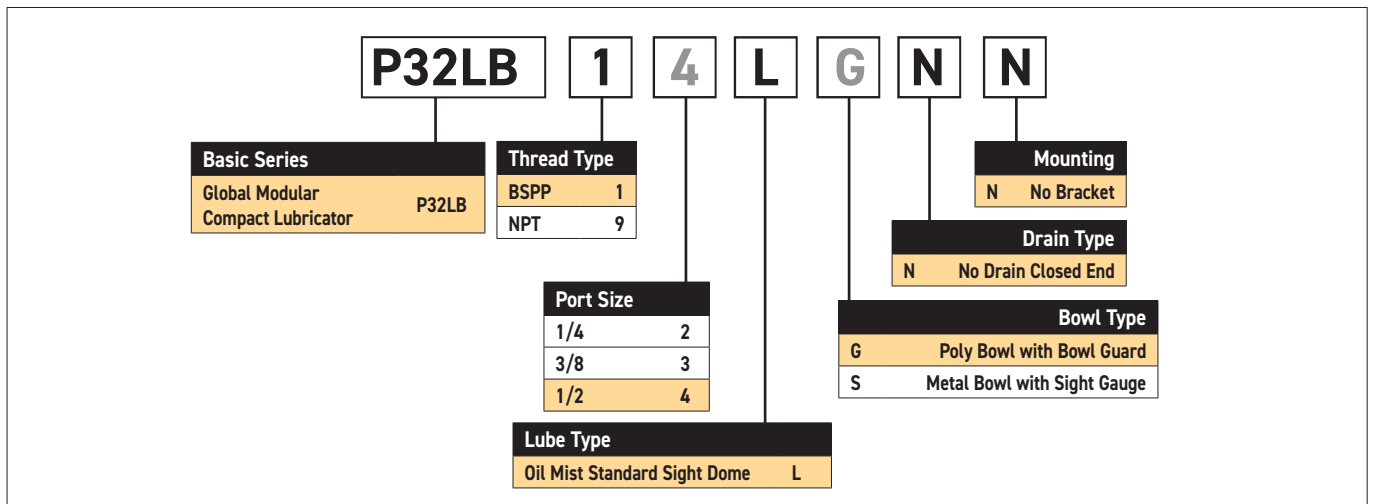 P32LB 1 4 L G N N
Basic Series
Global Modular
Compact Lubricator P32LB
Thread Type
BSPP 1
NPT 9
Mounting
N No Bracket
Drain Type
N No Drain Closed End
Port Size
1/4 2
3/8 3
1/2 4
Bowl Type
G Poly Bowl with Bowl Guard
S Metal Bowl with Sight Gauge
Lube Type
Oil Mist Standard Sight Dome L